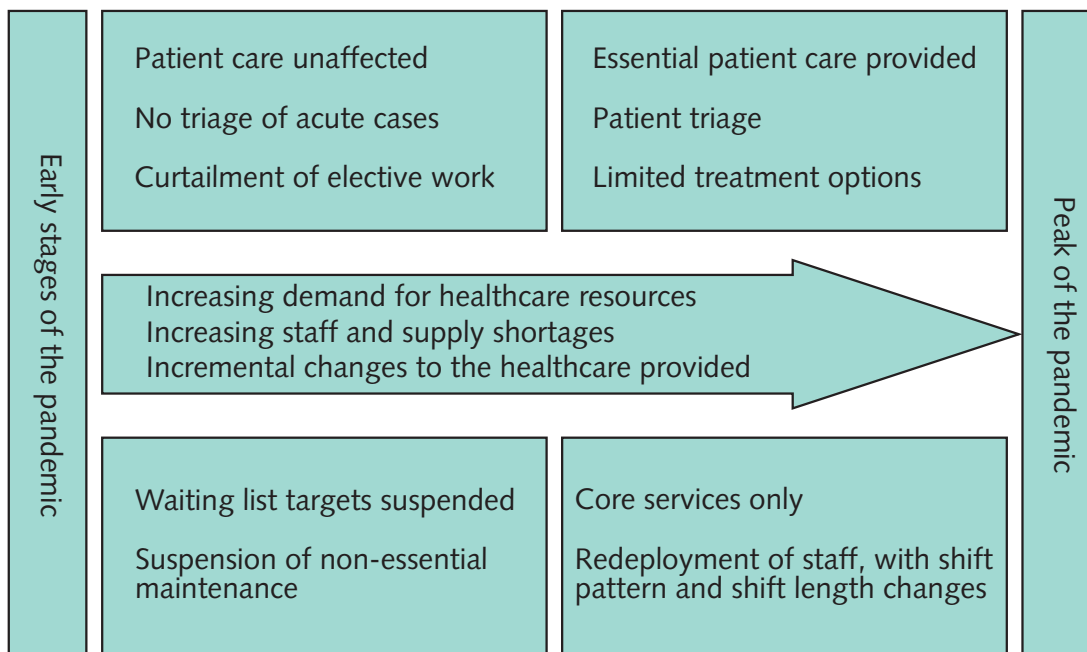 Early stages of the pandemic
Patient care unaffected
No triage of acute cases
Curtailment of elective work
Essential patient care provided
Patient triage
Limited treatment options
Increasing demand for healthcare resources
Increasing staff and supply shortages
Incremental changes to the healthcare provided
Waiting list targets suspended
Suspension of non-essential
maintenance
Core services only
Redeployment of staff, with shift
pattern and shift length changes
Peak of the pandemic